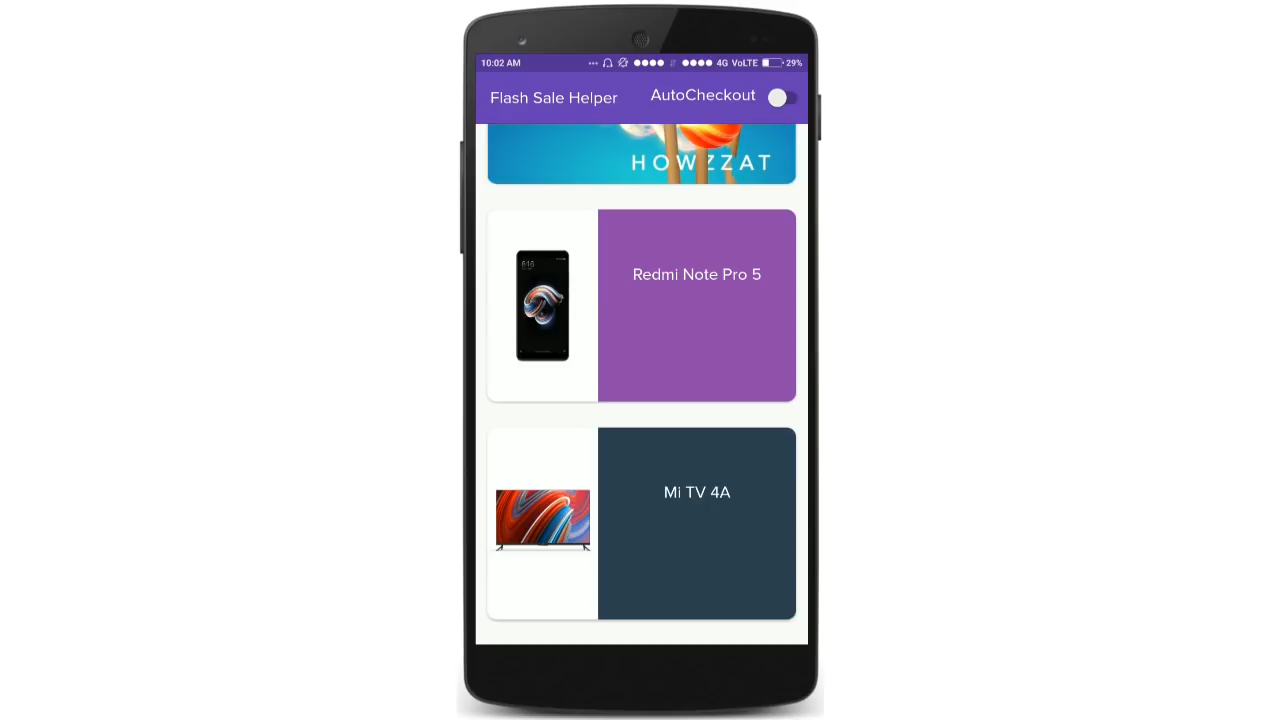 10:02 AM 4G VoLTE 29%
Flash Sale Helper AutoCheckout
HOWZZAT
Redmi Note Pro 5
Mi TV 4A